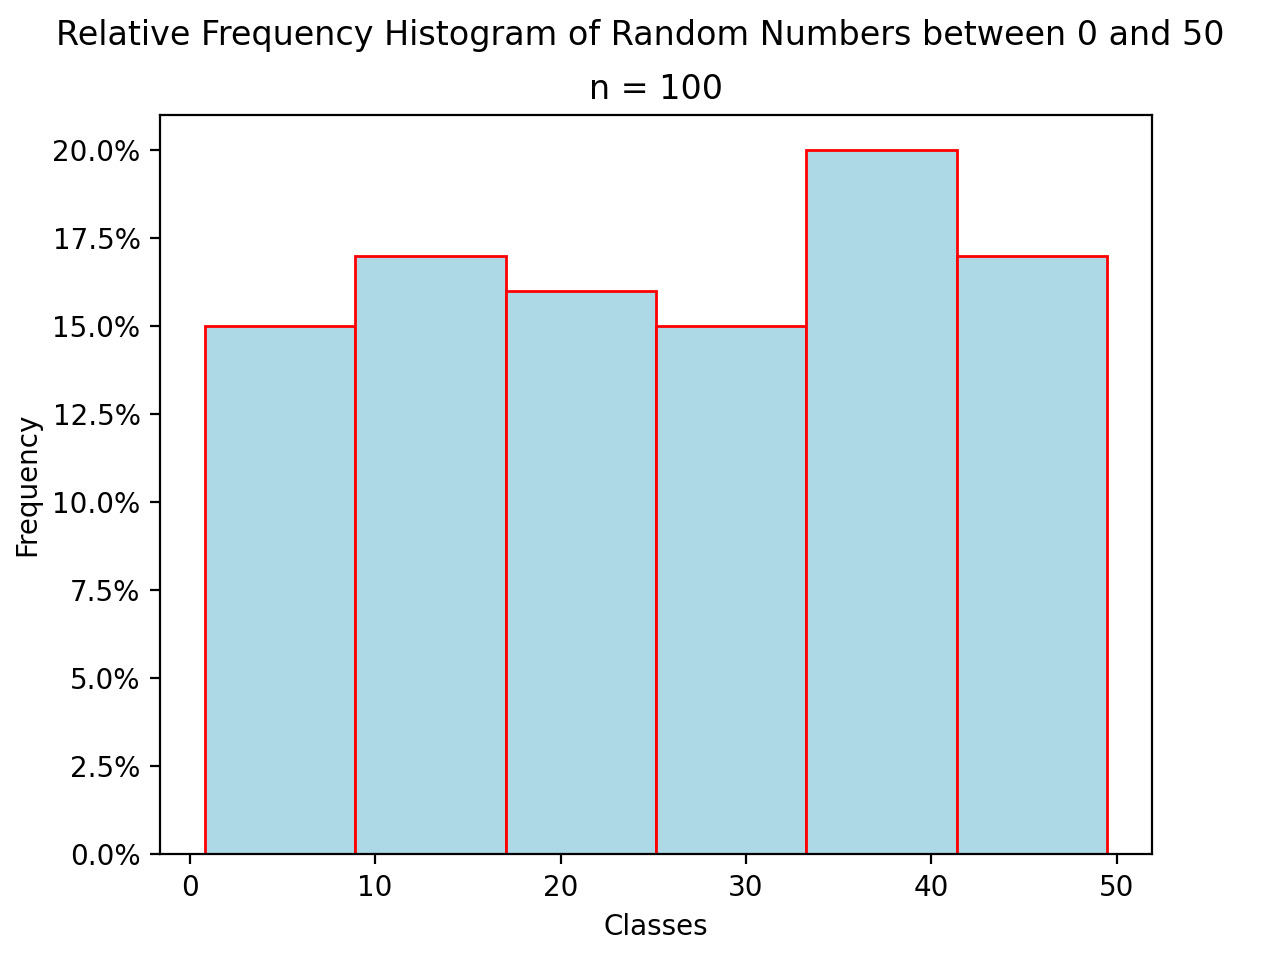 Relative Frequency Histogram of Random Numbers between 0 and 50
n = 100
20.0%
17.5%
15.0%
12.5%
10.0%
7.5%
5.0%
2.5%
0.0%
Frequency
0 10 20 30 40 50
Classes